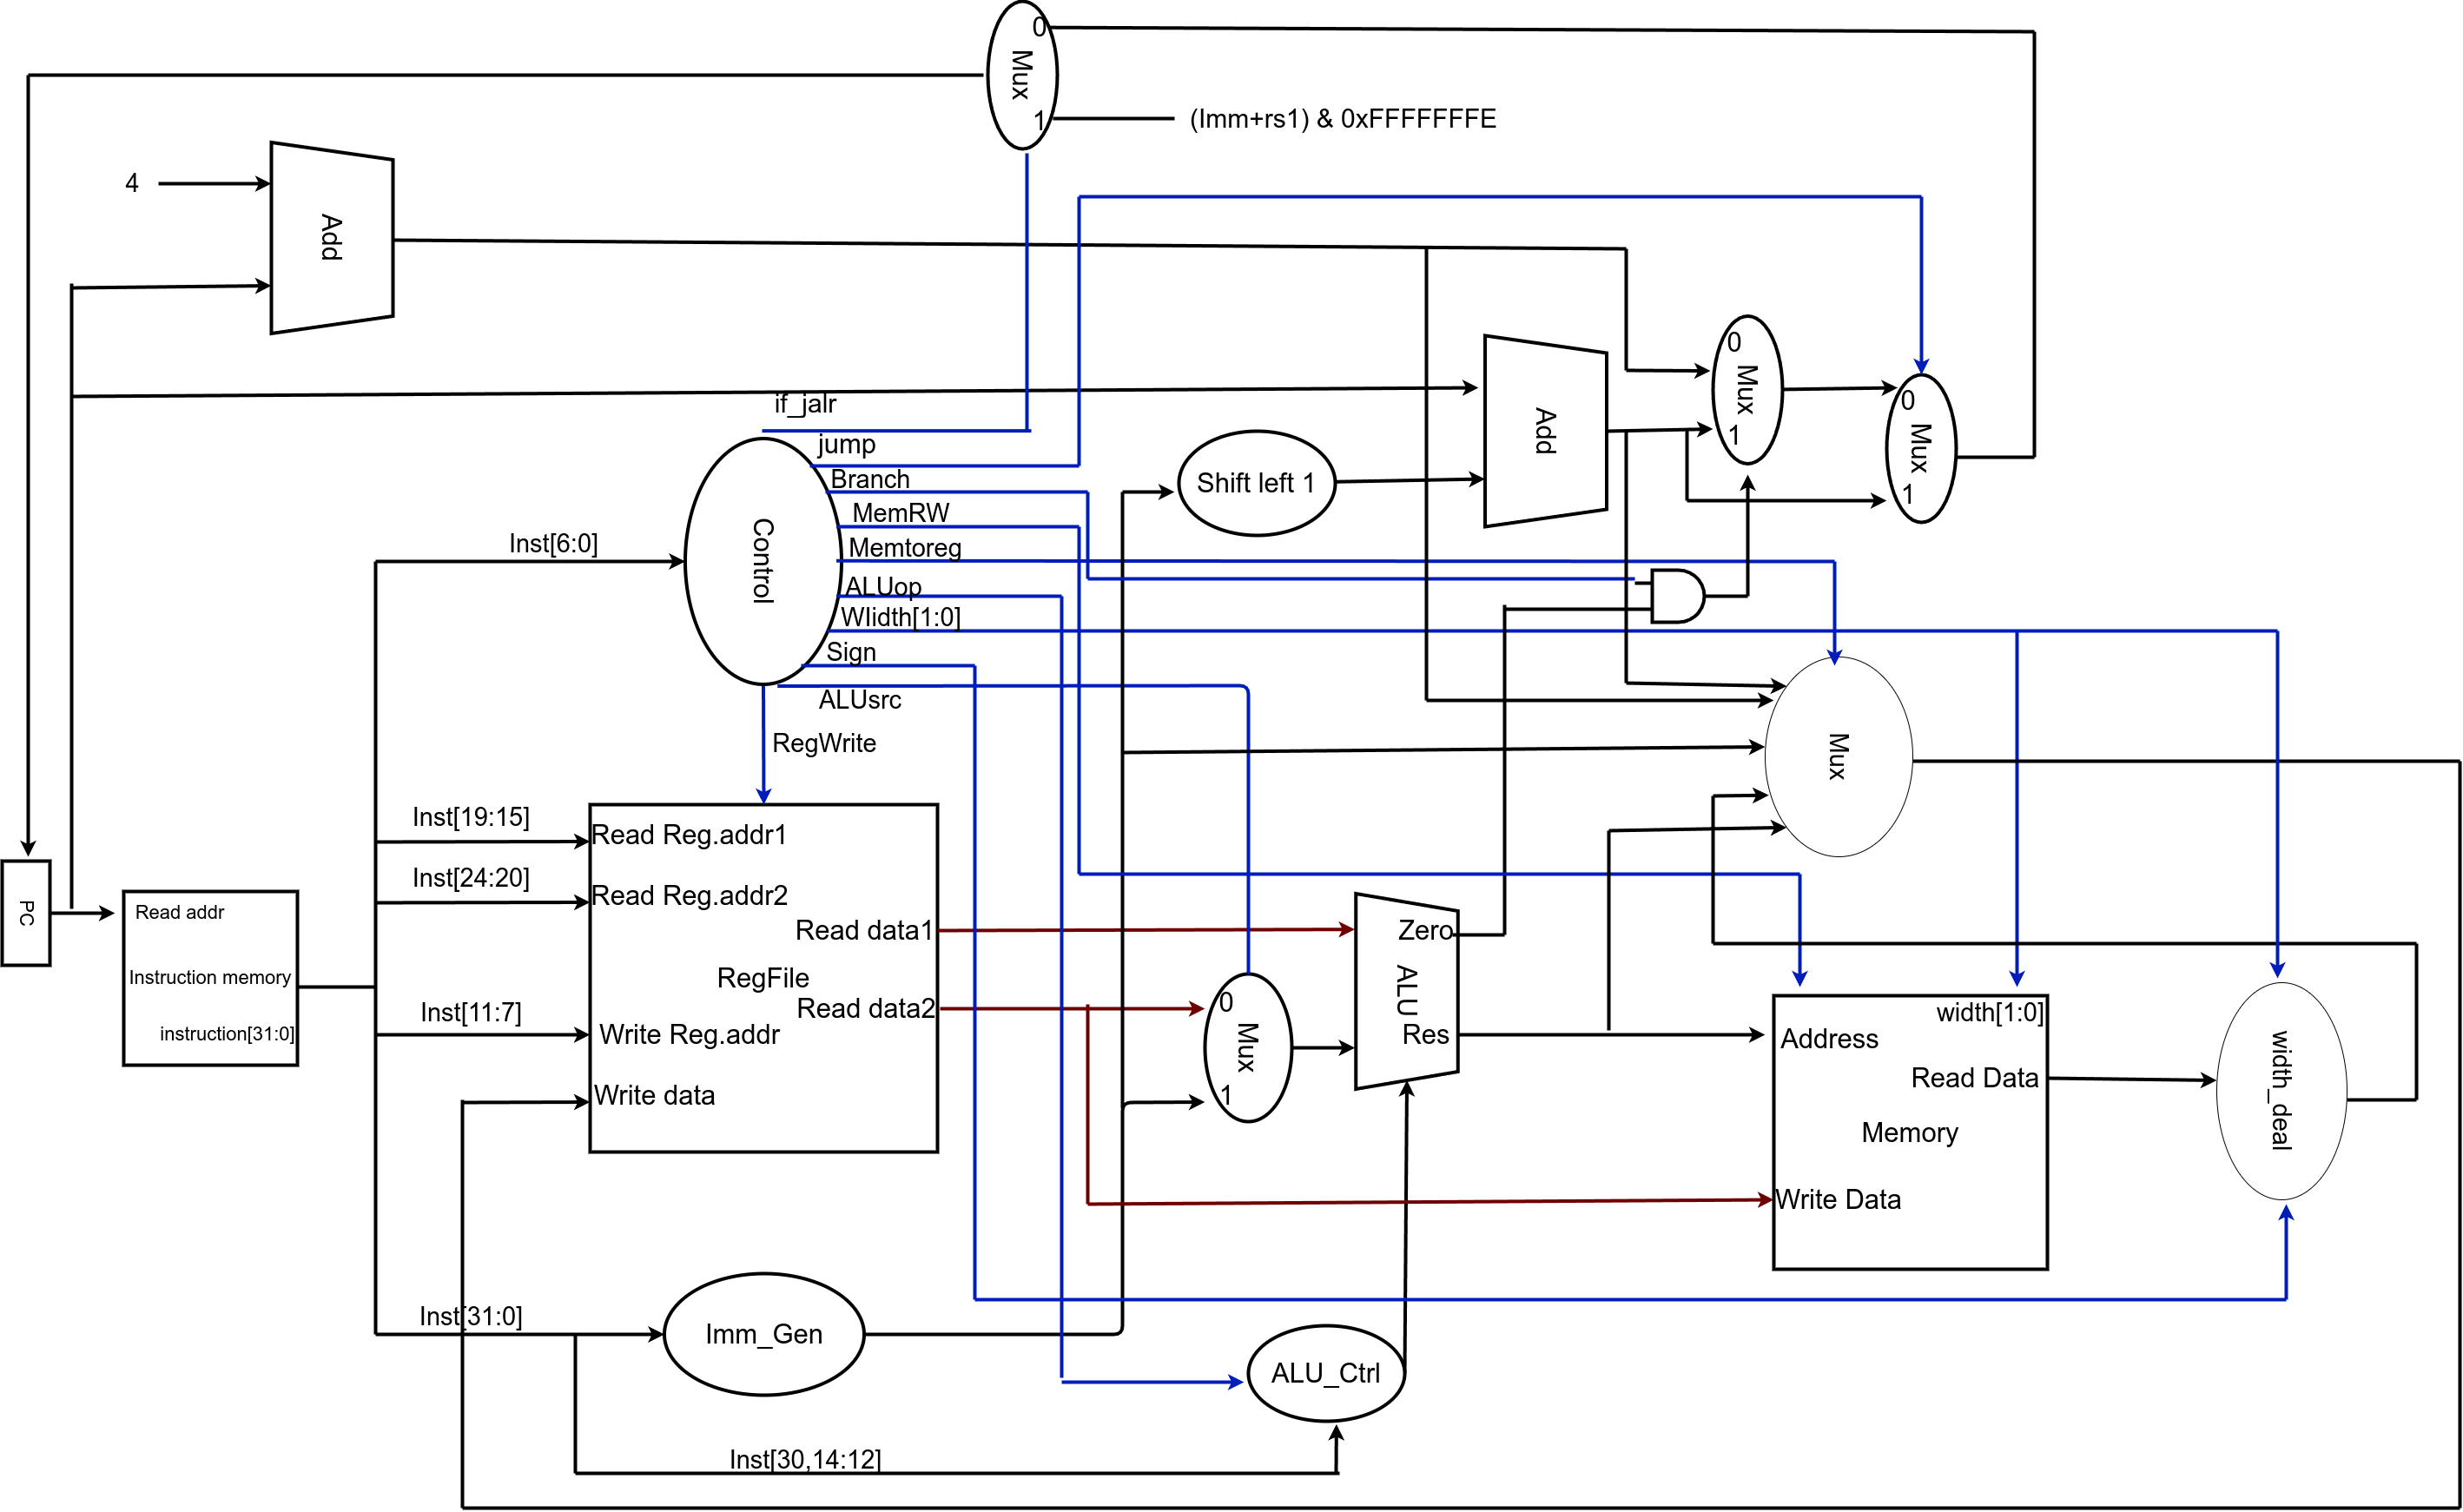 0
Mux
1
(Imm+rs1) & 0xFFFFFFFE
4
Add
if_jalr
jump
Branch
MemRW
Memtoreg
ALUop
WIidth[1:0]
Sign
ALUsrc
RegWrite
Control
Inst[6:0]
Shift left 1
Add
0
Mux
1
0
Mux
1
Mux
Inst[19:15]
Inst[24:20]
Inst[11:7]
Inst[31:0]
PC
Read addr
Instruction memory
instruction[31:0]
Read Reg.addr1
Read Reg.addr2
Read data1
RegFile
Read data2
Write Reg.addr
Write data
0
Mux
1
Zero
ALU
Res
width[1:0]
Address
Read Data
Memory
Write Data
width_deal
Imm_Gen
ALU_Ctrl
Inst[30,14:12]